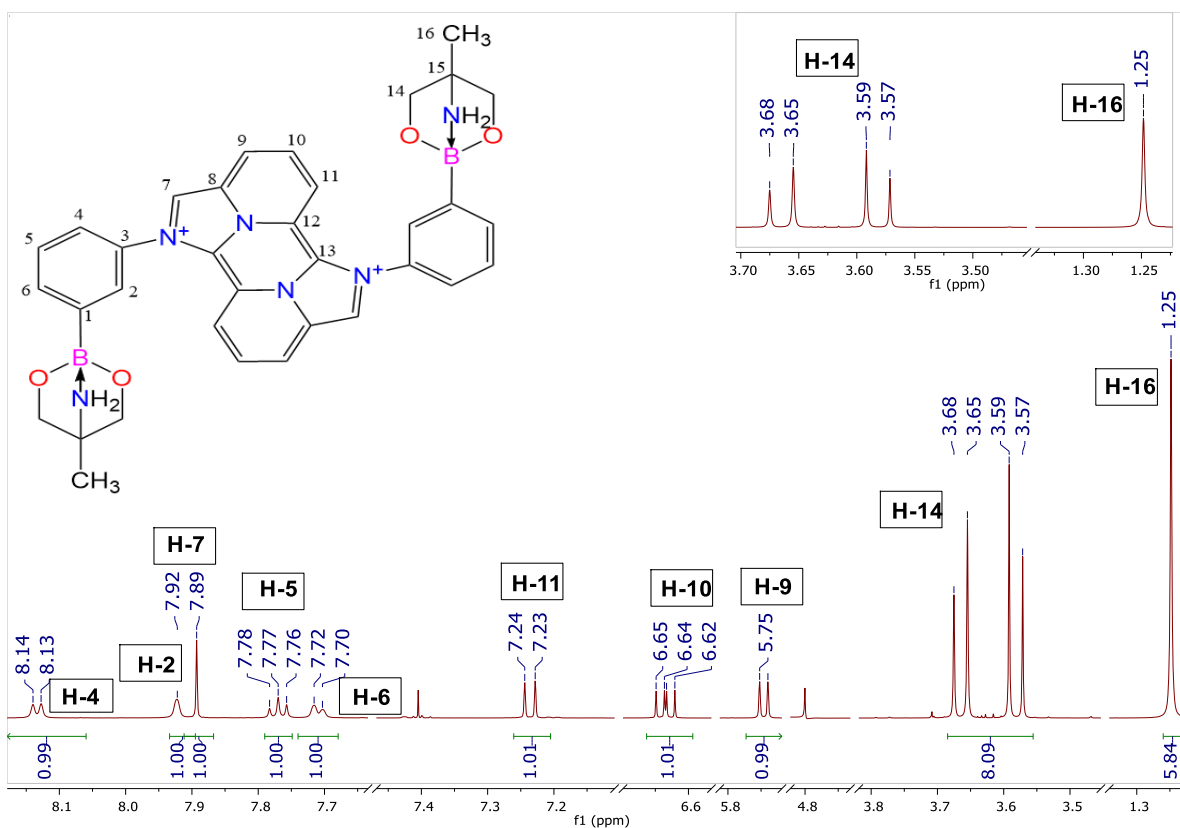 16 CH3
15
14
NH2
O O
B
9 10
7 8 11
4 N 12
5 3 N+ 13
6 2 N N+
1
B
O O
NH2
CH3
H-14
3.68 3.65 3.59 3.57
H-16
1.25
3.70 3.65 3.60 3.55 3.50 1.30 1.25
f1 (ppm)
8.14 8.13
H-4
H-2
H-7
7.92 7.89
H-5
7.78 7.77 7.76 7.72 7.70
H-6
H-11
7.24 7.23
H-10
6.65 6.64 6.62
H-9
5.75
H-14
3.68 3.65 3.59 3.57
H-16
1.25
0.99 1.00 1.00 1.00 1.00 1.01 1.01 0.99 8.09 5.84
8.1 8.0 7.9 7.8 7.7 7.4 7.3 7.2 6.6 5.8 4.8 3.8 3.7 3.6 3.5 1.3
f1 (ppm)